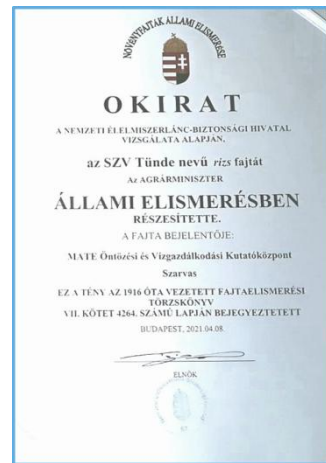 NÖVÉNYFAJTÁK ÁLLAMI ELISMERÉSE
OKIRAT
A NEMZETI ÉLELMISZERLÁNC-BIZTONSÁGI HIVATAL
VIZSGÁLATA ALAPJÁN,
az SZV Tünde nevű rizs fajtát
Az AGRÁRMINISZTER
ÁLLAMI ELISMERÉSBEN
RÉSZESÍTETTE.
A FAJTA BEJELENTŐJE:
MATE Öntözési és Vízgazdálkodási Kutatóközpont
Szarvas
EZ A TÉNY AZ 1916 ÓTA VEZETETT FAJTAELISMERÉSI
TÖRZSKÖNYV
VII. KÖTET 4264. SZÁMÚ LAPJÁN BEJEGYEZTETETT
BUDAPEST, 2021.04.08.
ELNÖK